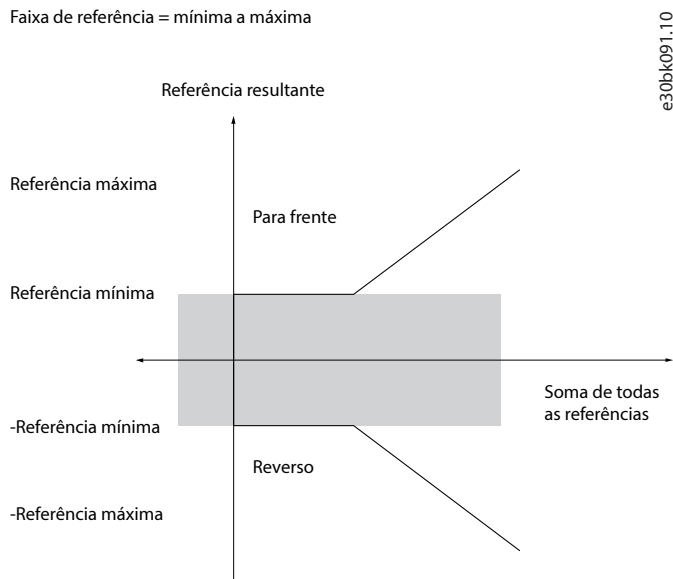 Faixa de referência = mínima a máxima
e30bk091.10
Referência resultante
Referência máxima
Para frente
Referência mínima
Soma de todas
as referências
-Referência mínima
Reverso
-Referência máxima